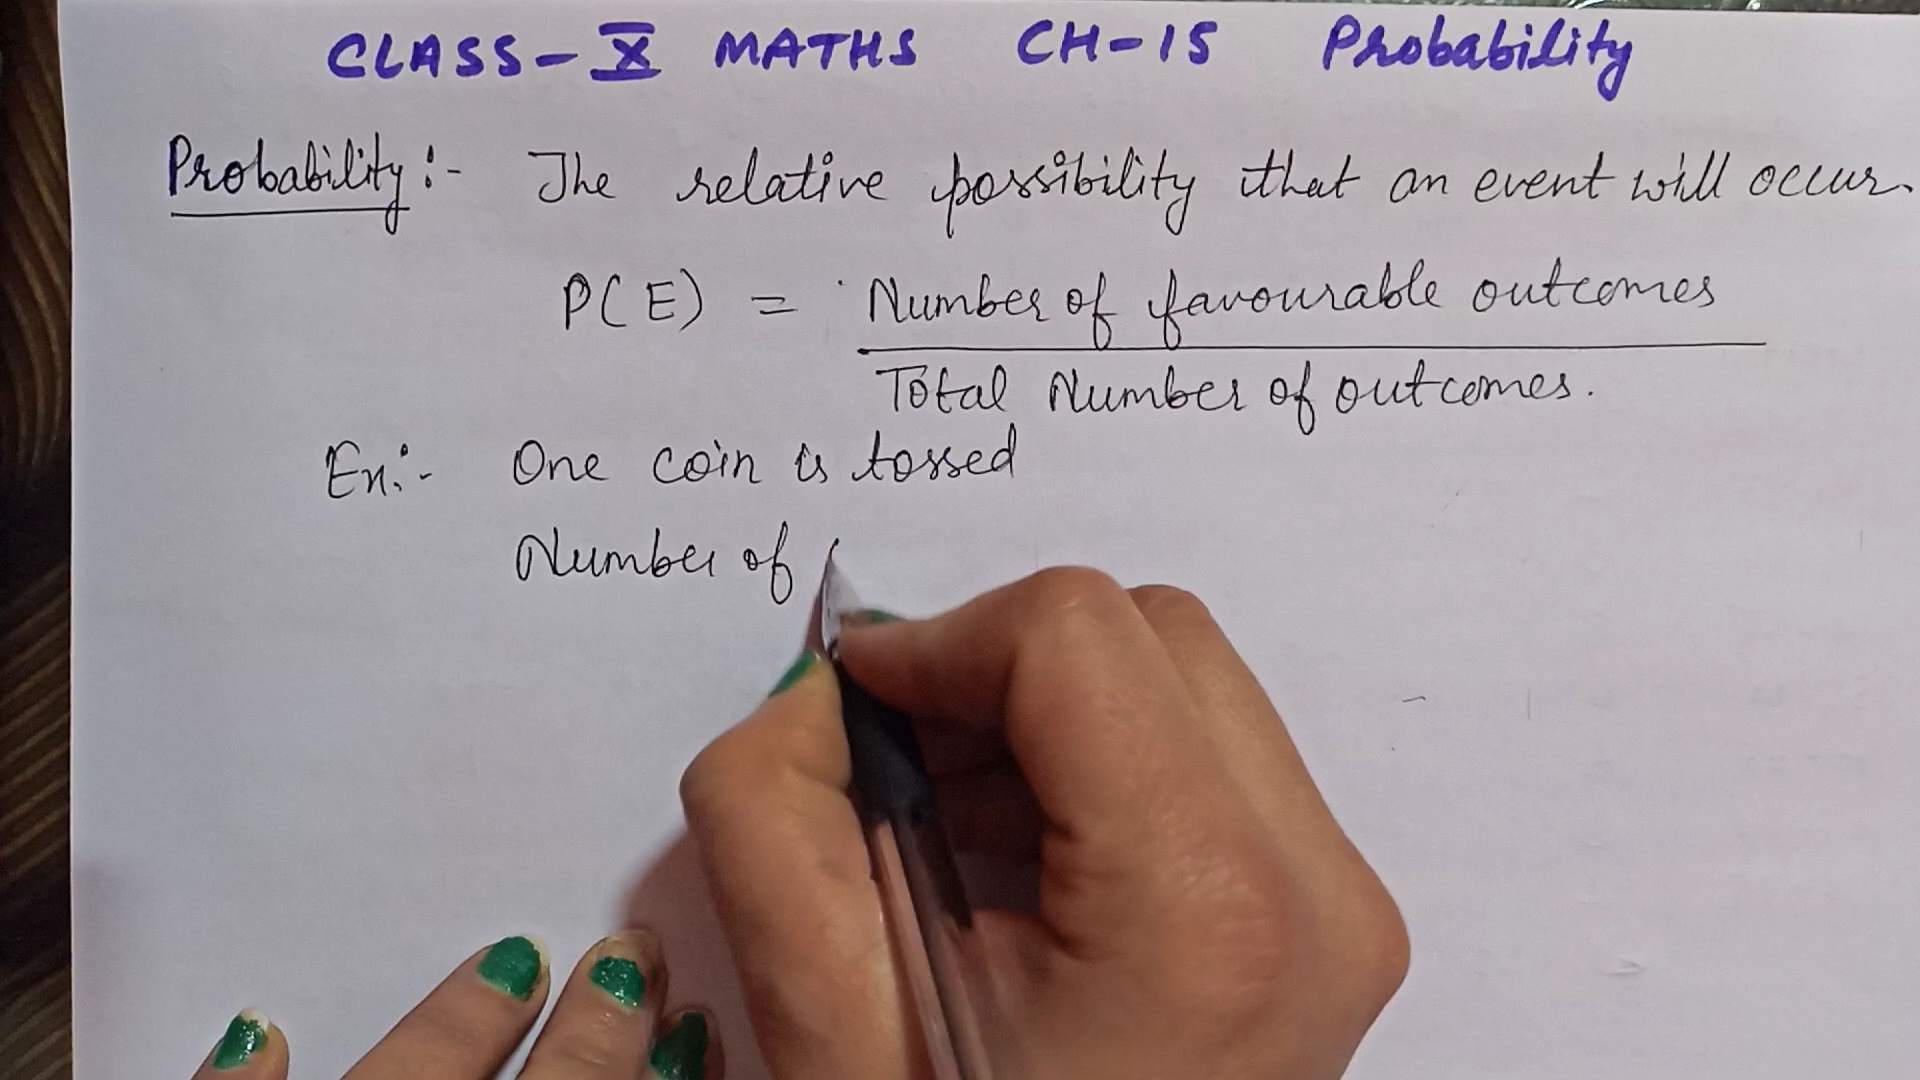 CLASS-X MATHS CH-15 Probability
Probability:- The relative possibility that an event will occur.
P(E) = Number of favourable outcomes
Total Number of outcomes.
Ex:- One coin is tossed
Number of